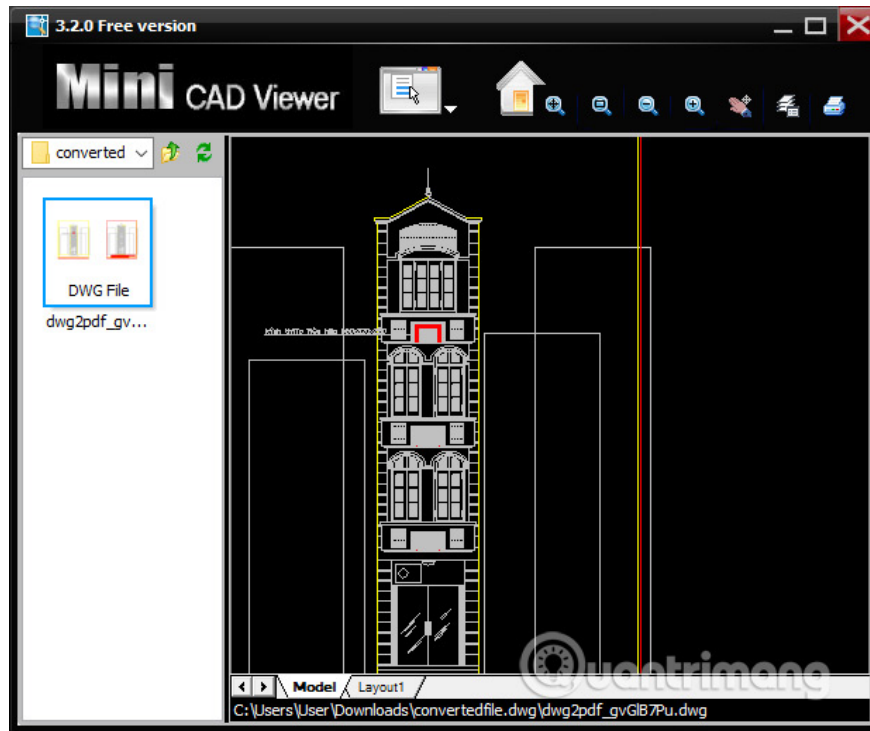 3.2.0 Free version
Mini CAD Viewer
converted
DWG File
dwg2pdf_gv...
Model
Layout1
C:\Users\User\Downloads\convertedfile.dwg\dwg2pdf_gvGlB7Pu.dwg
Quantrimang